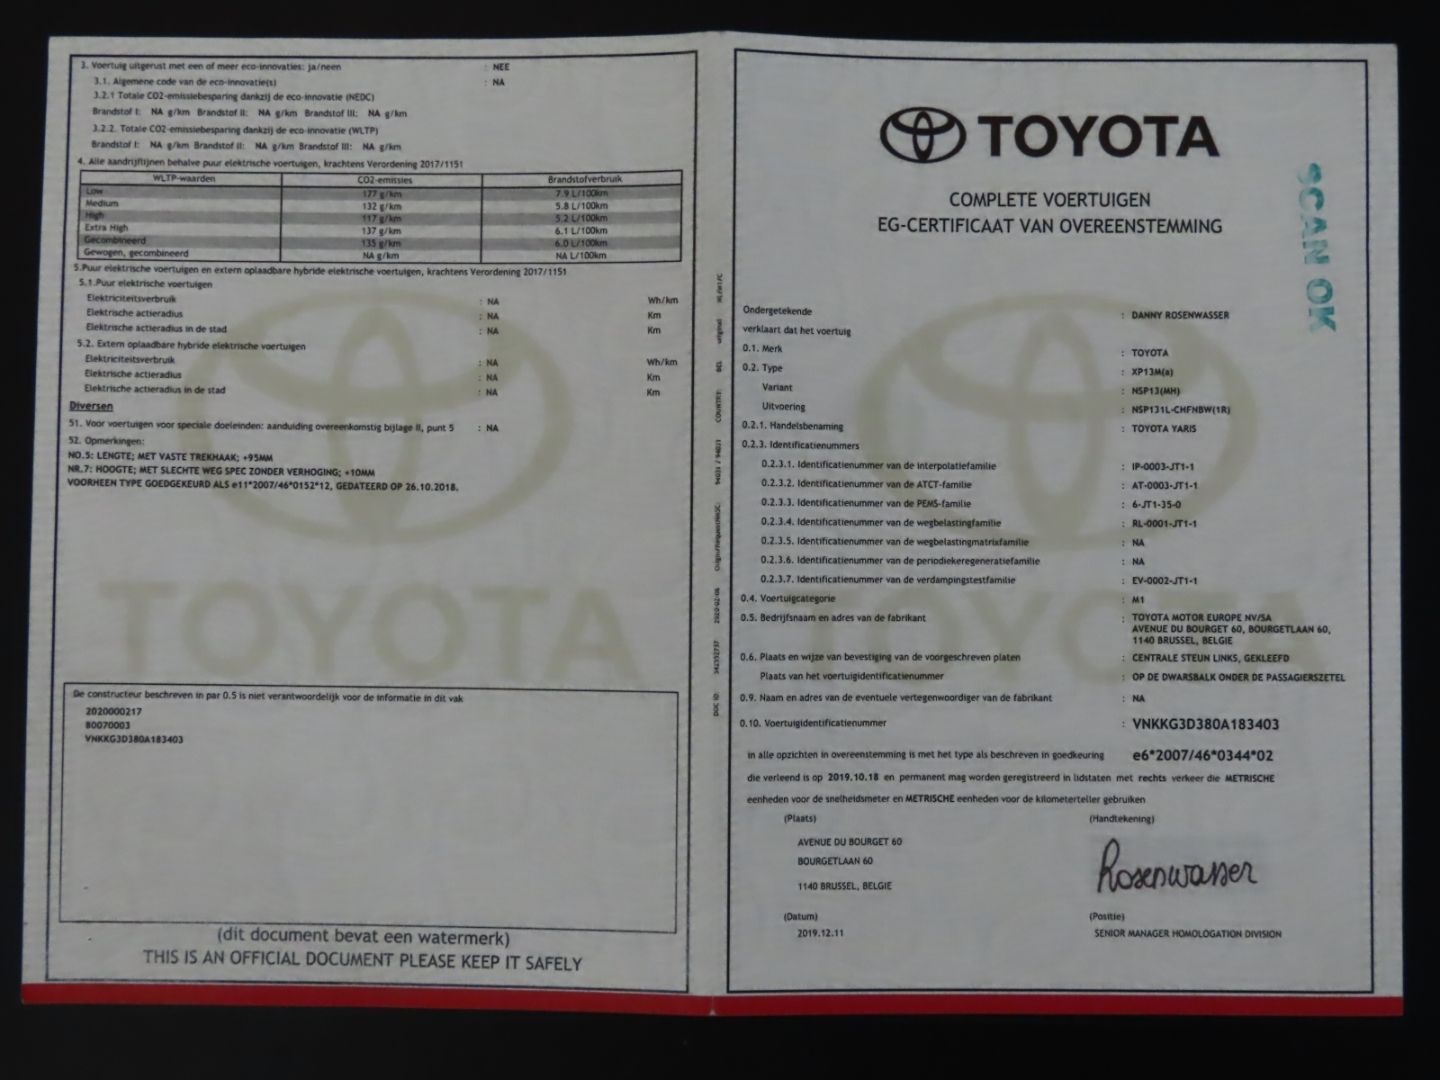 3. Voertuig uitgerust met een of meer eco-innovaties: ja/neen : NEE
3.1. Algemene code van de eco-innovatie(s) : NA
3.2.1 Totale CO2-emissiebesparing dankzij de eco-innovatie (NEDC)
Brandstof I: NA g/km Brandstof II: NA g/km Brandstof III: NA g/km
3.2.2. Totale CO2-emissiebesparing dankzij de eco-innovatie (WLTP)
Brandstof I: NA g/km Brandstof II: NA g/km Brandstof III: NA g/km
4. Alle aandrijflijnen behalve puur elektrische voertuigen, krachtens Verordening 2017/1151
WLTP-waarden CO2-emissies Brandstofverbruik
Low 177 g/km 7.9 L/100km
Medium 132 g/km 5.8 L/100km
High 117 g/km 5.2 L/100km
Extra High 137 g/km 6.1 L/100km
Gecombineerd 135 g/km 6.0 L/100km
Gewogen, gecombineerd NA g/km NA L/100km
5.Puur elektrische voertuigen en extern oplaadbare hybride elektrische voertuigen, krachtens Verordening 2017/1151
5.1.Puur elektrische voertuigen
Elektriciteitsverbruik : NA Wh/km
Elektrische actieradius : NA Km
Elektrische actieradius in de stad : NA Km
5.2. Extern oplaadbare hybride elektrische voertuigen
Elektriciteitsverbruik : NA Wh/km
Elektrische actieradius : NA Km
Elektrische actieradius in de stad : NA Km
Diversen
51. Voor voertuigen voor speciale doeleinden: aanduiding overeenkomstig bijlage II, punt 5 : NA
52. Opmerkingen:
NO.5: LENGTE; MET VASTE TREKHAAK; +95MM
NR.7: HOOGTE; MET SLECHTE WEG SPEC ZONDER VERHOGING; +10MM
VOORHEEN TYPE GOEDGEKEURD ALS e11*2007/46*0152*12, GEDATEERD OP 26.10.2018.
TOYOTA
De constructeur beschreven in par 0.5 is niet verantwoordelijk voor de informatie in dit vak
2020000217
80070003
VNKKG3D380A183403
(dit document bevat een watermerk)
THIS IS AN OFFICIAL DOCUMENT PLEASE KEEP IT SAFELY
TOYOTA
COMPLETE VOERTUIGEN
EG-CERTIFICAAT VAN OVEREENSTEMMING
SCAN OK
Ondergetekende : DANNY ROSENWASSER
verklaart dat het voertuig
0.1. Merk : TOYOTA
0.2. Type : XP13M(a)
Variant : NSP13(MH)
Uitvoering : NSP131L-CHFNBW(1R)
0.2.1. Handelsbenaming : TOYOTA YARIS
0.2.3. Identificatienummers
0.2.3.1. Identificatienummer van de interpolatiefamilie : IP-0003-JT1-1
0.2.3.2. Identificatienummer van de ATCT-familie : AT-0003-JT1-1
0.2.3.3. Identificatienummer van de PEMS-familie : 6-JT1-35-0
0.2.3.4. Identificatienummer van de wegbelastingfamilie : RL-0001-JT1-1
0.2.3.5. Identificatienummer van de wegbelastingmatrixfamilie : NA
0.2.3.6. Identificatienummer van de periodiekeregeneratiefamilie : NA
0.2.3.7. Identificatienummer van de verdampingstestfamilie : EV-0002-JT1-1
0.4. Voertuigcategorie : M1
0.5. Bedrijfsnaam en adres van de fabrikant : TOYOTA MOTOR EUROPE NV/SA
AVENUE DU BOURGET 60, BOURGETLAAN 60,
1140 BRUSSEL, BELGIE
0.6. Plaats en wijze van bevestiging van de voorgeschreven platen : CENTRALE STEUN LINKS, GEKLEEFD
Plaats van het voertuigidentificatienummer : OP DE DWARSBALK ONDER DE PASSAGIERSZETEL
0.9. Naam en adres van de eventuele vertegenwoordiger van de fabrikant : NA
0.10. Voertuigidentificatienummer : VNKKG3D380A183403
in alle opzichten in overeenstemming is met het type als beschreven in goedkeuring e6*2007/46*0344*02
die verleend is op 2019.10.18 en permanent mag worden geregistreerd in lidstaten met rechts verkeer die METRISCHE
eenheden voor de snelheidsmeter en METRISCHE eenheden voor de kilometerteller gebruiken
(Plaats) (Handtekening)
AVENUE DU BOURGET 60
BOURGETLAAN 60
1140 BRUSSEL, BELGIE
Rosenwasser
(Datum) (Positie)
2019.12.11 SENIOR MANAGER HOMOLOGATION DIVISION